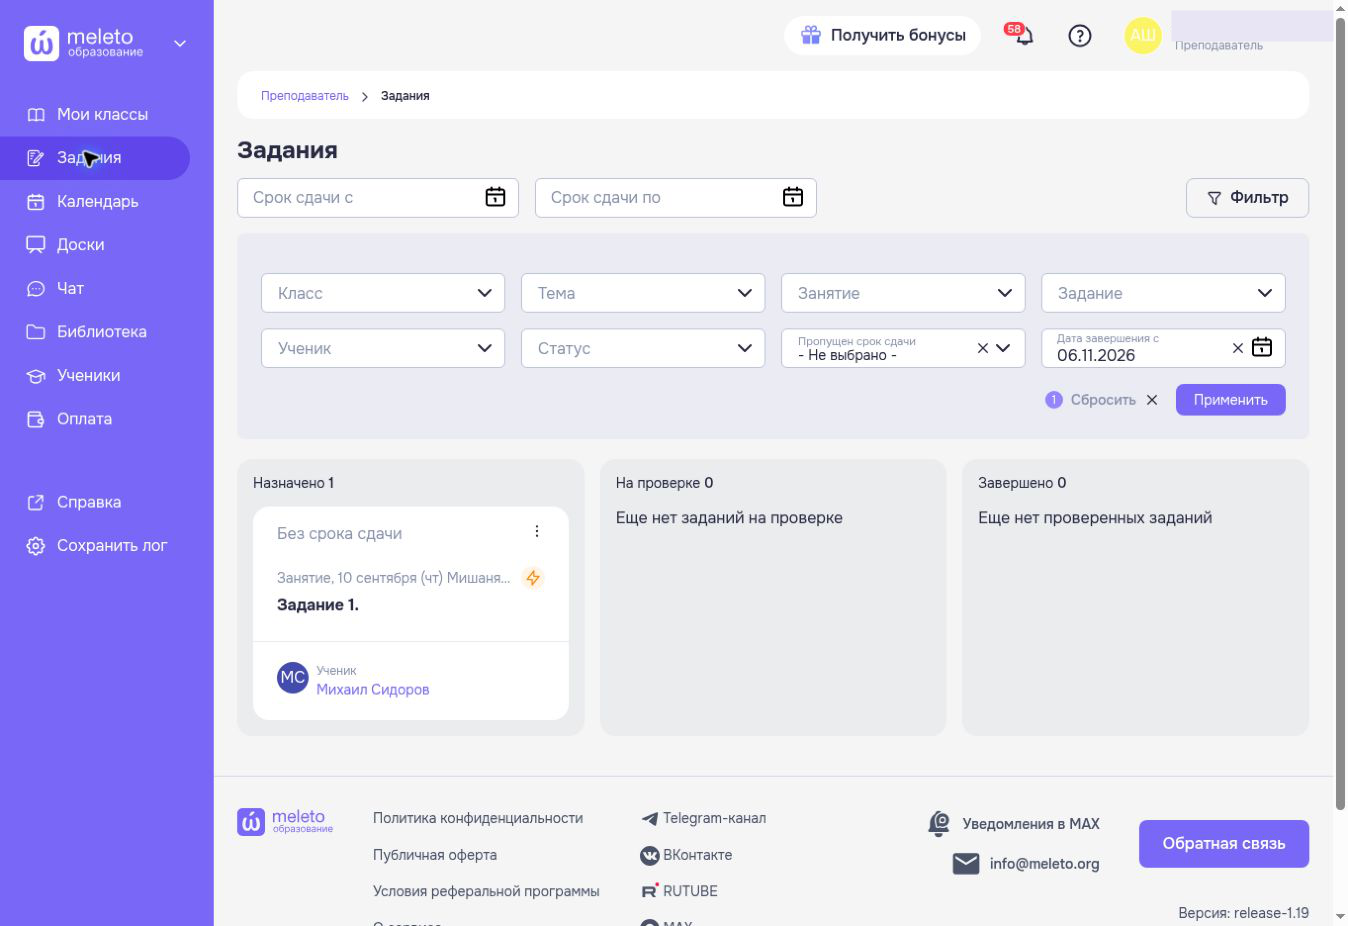 meleto
образование
Мои классы
Задания
Календарь
Доски
Чат
Библиотека
Ученики
Оплата
Справка
Сохранить лог
Получить бонусы
58
АШ
Преподаватель
Преподаватель > Задания
Задания
Срок сдачи с
Срок сдачи по
Фильтр
Класс
Тема
Занятие
Задание
Ученик
Статус
Пропущен срок сдачи
- Не выбрано -
Дата завершения с
06.11.2026
1 Сбросить
Применить
Назначено 1
Без срока сдачи
Занятие, 10 сентября (чт) Мишаня...
Задание 1.
МС
Ученик
Михаил Сидоров
На проверке 0
Еще нет заданий на проверке
Завершено 0
Еще нет проверенных заданий
meleto
образование
Политика конфиденциальности
Публичная оферта
Условия реферальной программы
О сервисе
Telegram-канал
ВКонтакте
RUTUBE
MAX
Уведомления в MAX
info@meleto.org
Обратная связь
Версия: release-1.19